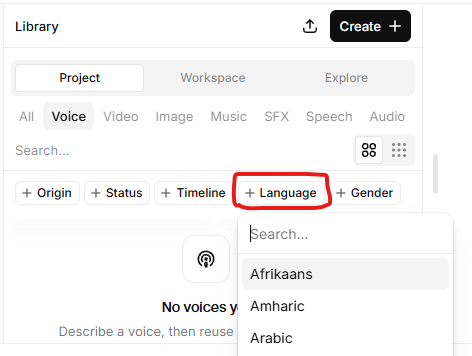 Library
Create +
Project Workspace Explore
All Voice Video Image Music SFX Speech Audio
Search...
+ Origin + Status + Timeline + Language + Gender
Search...
Afrikaans
Amharic
No voices y
Arabic
Describe a voice, then reuse